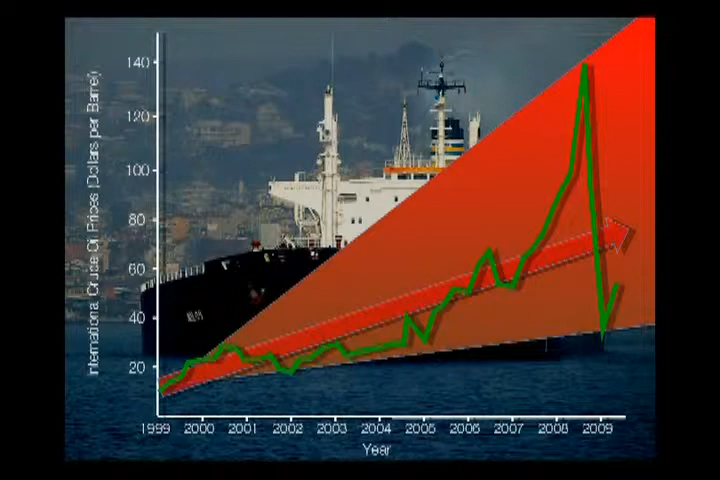 International Crude Oil Prices (Dollars per Barrel)
140
120
100
80
60
40
20
1999 2000 2001 2002 2003 2004 2005 2006 2007 2008 2009
Year